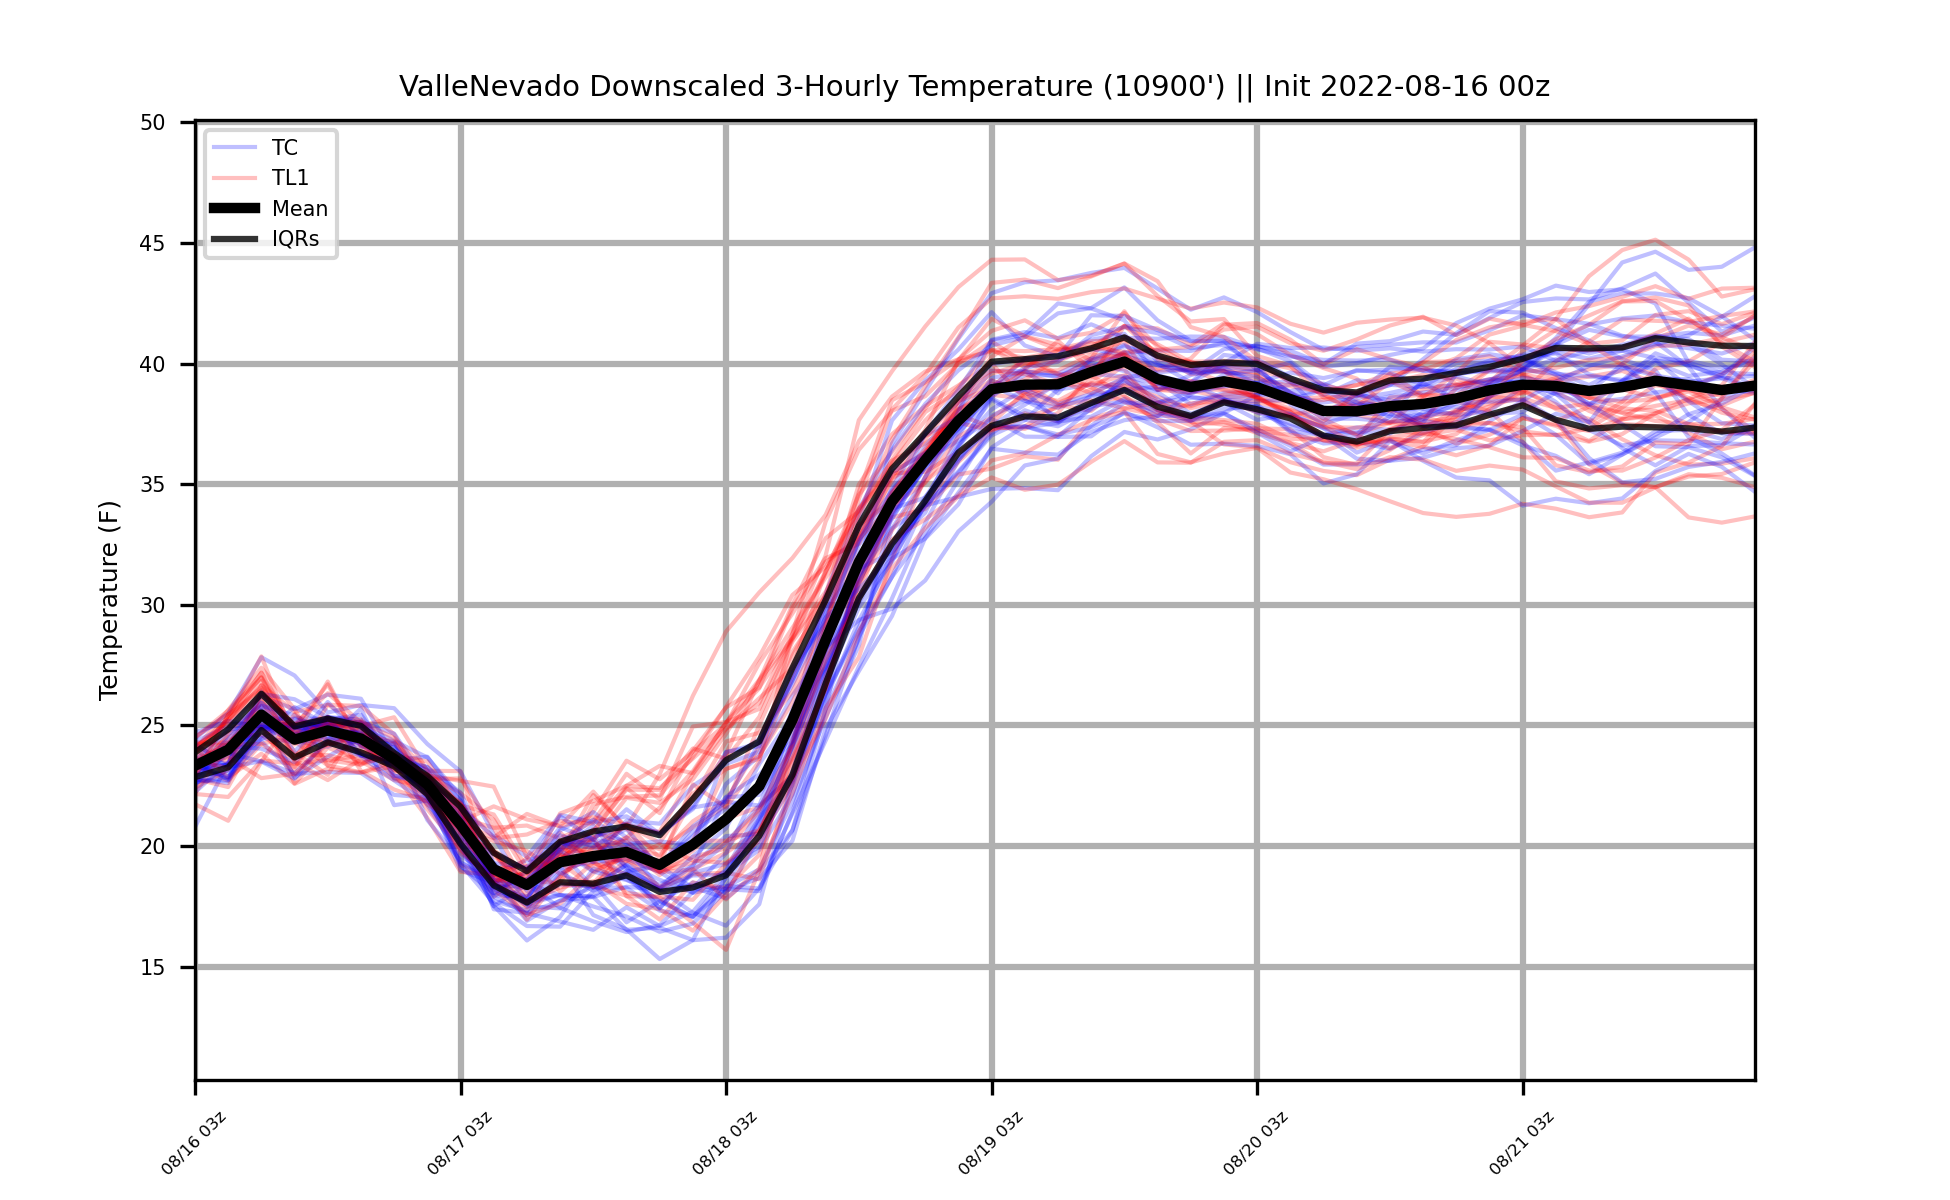 ValleNevado Downscaled 3-Hourly Temperature (10900') || Init 2022-08-16 00z
TC
TL1
Mean
IQRs
Temperature (F)
50
45
40
35
30
25
20
15
08/16 03z
08/17 03z
08/18 03z
08/19 03z
08/20 03z
08/21 03z